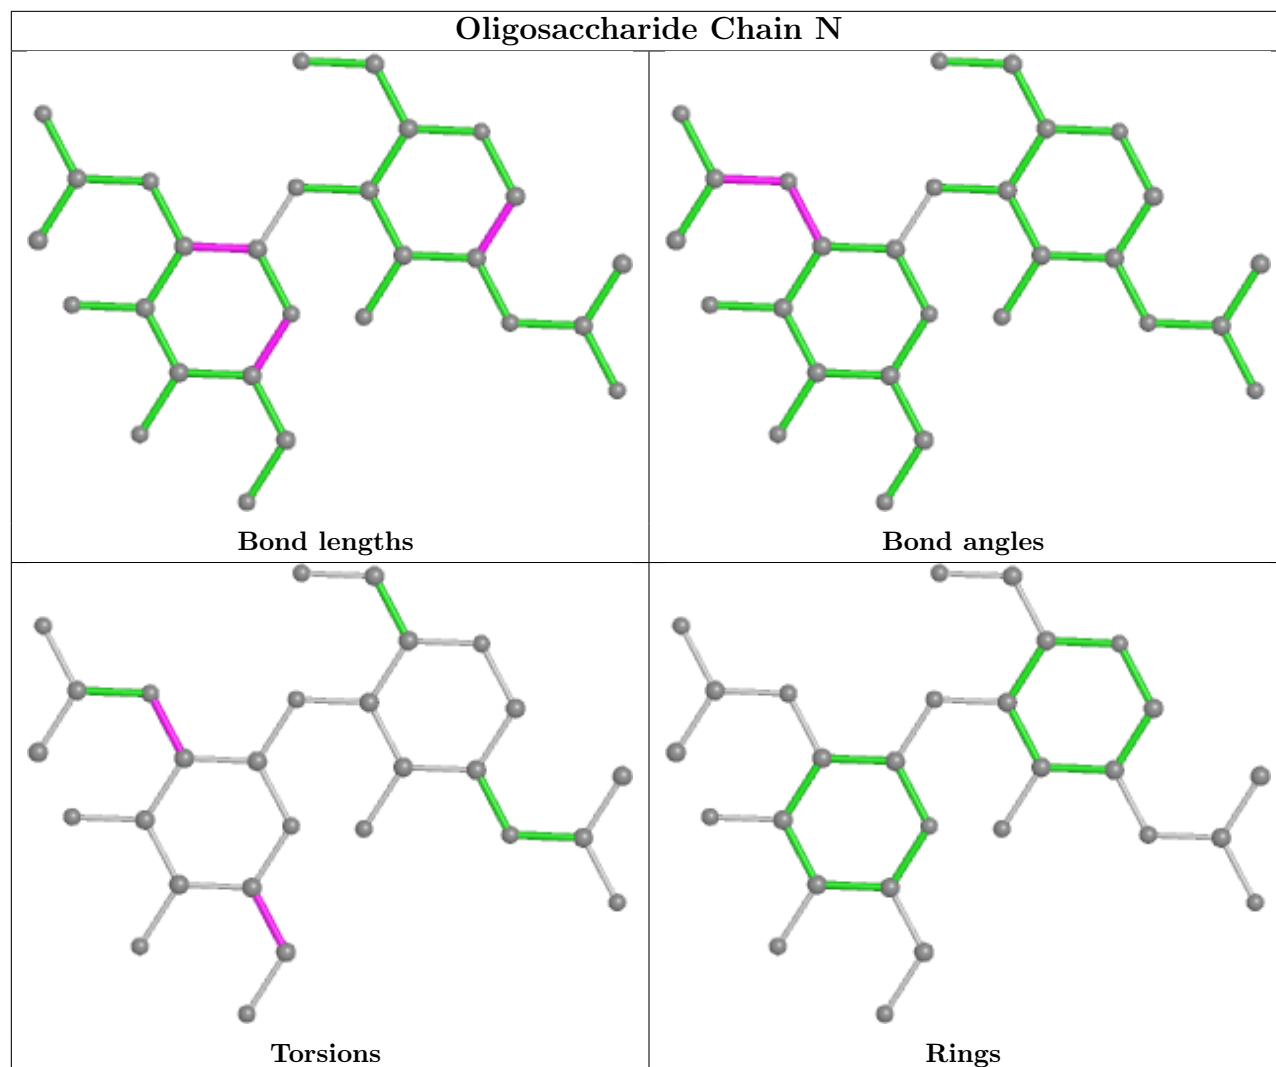 Oligosaccharide Chain N
Bond lengths
Bond angles
Torsions
Rings